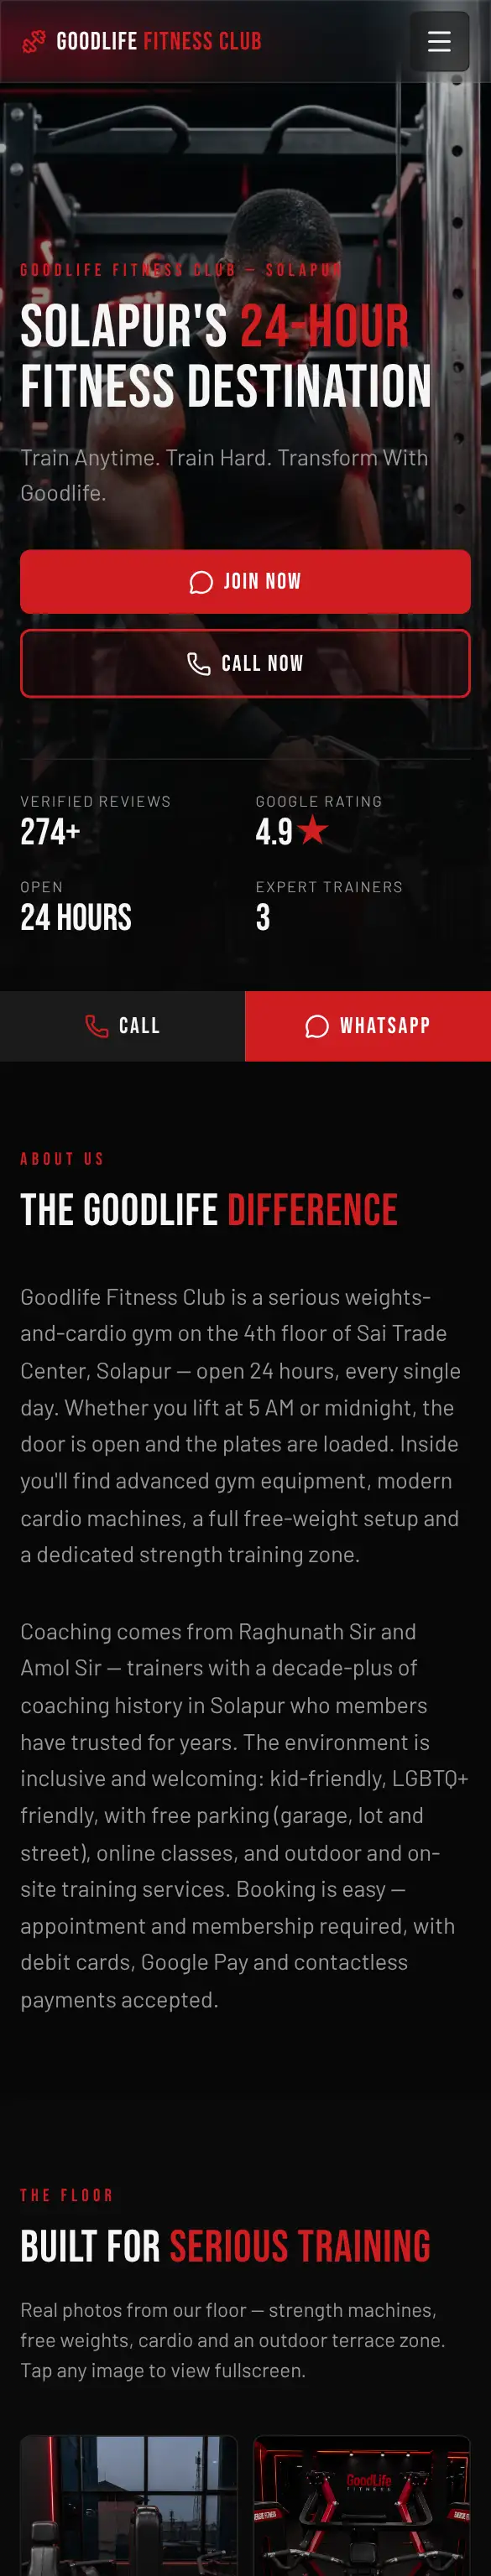 GOODLIFE FITNESS CLUB
GOODLIFE FITNESS CLUB — SOLAPUR
SOLAPUR'S 24-HOUR
FITNESS DESTINATION
Train Anytime. Train Hard. Transform With
Goodlife.
JOIN NOW
CALL NOW
VERIFIED REVIEWS
274+
GOOGLE RATING
4.9★
OPEN
24 HOURS
EXPERT TRAINERS
3
CALL
WHATSAPP
ABOUT US
THE GOODLIFE DIFFERENCE
Goodlife Fitness Club is a serious weights-
and-cardio gym on the 4th floor of Sai Trade
Center, Solapur — open 24 hours, every single
day. Whether you lift at 5 AM or midnight, the
door is open and the plates are loaded. Inside
you'll find advanced gym equipment, modern
cardio machines, a full free-weight setup and
a dedicated strength training zone.
Coaching comes from Raghunath Sir and
Amol Sir — trainers with a decade-plus of
coaching history in Solapur who members
have trusted for years. The environment is
inclusive and welcoming: kid-friendly, LGBTQ+
friendly, with free parking (garage, lot and
street), online classes, and outdoor and on-
site training services. Booking is easy —
appointment and membership required, with
debit cards, Google Pay and contactless
payments accepted.
THE FLOOR
BUILT FOR SERIOUS TRAINING
Real photos from our floor — strength machines,
free weights, cardio and an outdoor terrace zone.
Tap any image to view fullscreen.
GoodLife
FITNESS